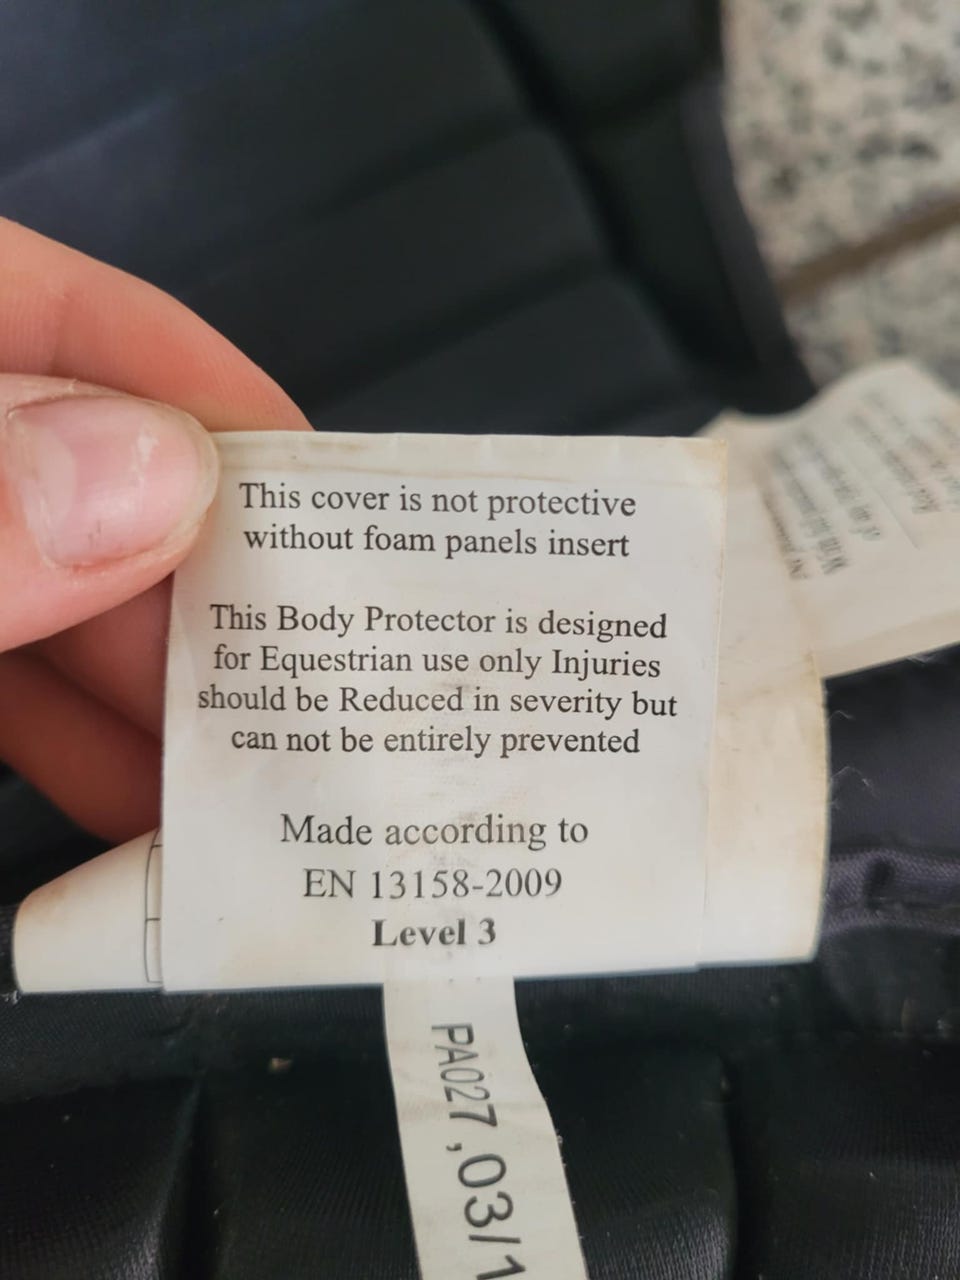 This cover is not protective
without foam panels insert
This Body Protector is designed
for Equestrian use only Injuries
should be Reduced in severity but
can not be entirely prevented
Made according to
EN 13158-2009
Level 3
PA027 ,03/1